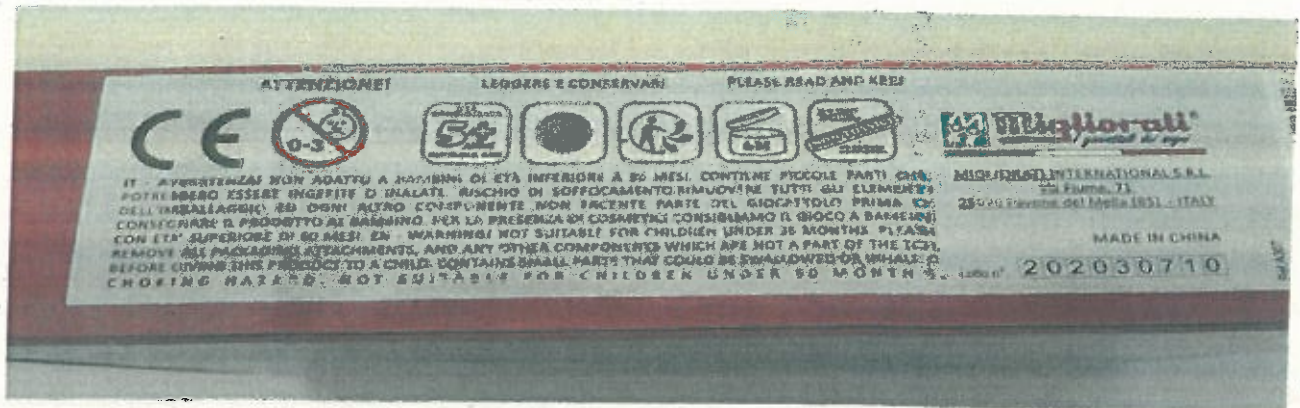 ATTENZIONE!
LEGGERE E CONSERVARE
PLEASE READ AND KEEP
CE
0-3
5+
6M
Migliorati®
giocattoli
IT - AVVERTENZA! NON ADATTO A BAMBINI DI ETÀ INFERIORE A 36 MESI. CONTIENE PICCOLE PARTI CHE
POTREBBERO ESSERE INGERITE O INALATE. RISCHIO DI SOFFOCAMENTO. RIMUOVERE TUTTI GLI ELEMENTI
DELL'IMBALLAGGIO ED OGNI ALTRO COMPONENTE NON FACENTE PARTE DEL GIOCATTOLO PRIMA DI
CONSEGNARE IL PRODOTTO AL BAMBINO. PER LA PRESENZA DI COSMETICI CONSIGLIAMO IL GIOCO A BAMBINI
CON ETA' SUPERIORE DI 60 MESI. EN - WARNING! NOT SUITABLE FOR CHILDREN UNDER 36 MONTHS. PLEASE
REMOVE ALL PACKAGING ATTACHMENTS, AND ANY OTHER COMPONENTS WHICH ARE NOT A PART OF THE TOY,
BEFORE GIVING THIS PRODUCT TO A CHILD. CONTAINS SMALL PARTS THAT COULD BE SWALLOWED OR INHALED
CHOKING HAZARD. NOT SUITABLE FOR CHILDREN UNDER 60 MONTHS.
MIGLIORATI INTERNATIONAL S.R.L.
via Fiume, 71
25020 Pavone del Mella (BS) - ITALY
MADE IN CHINA
Lotto n° 202030710